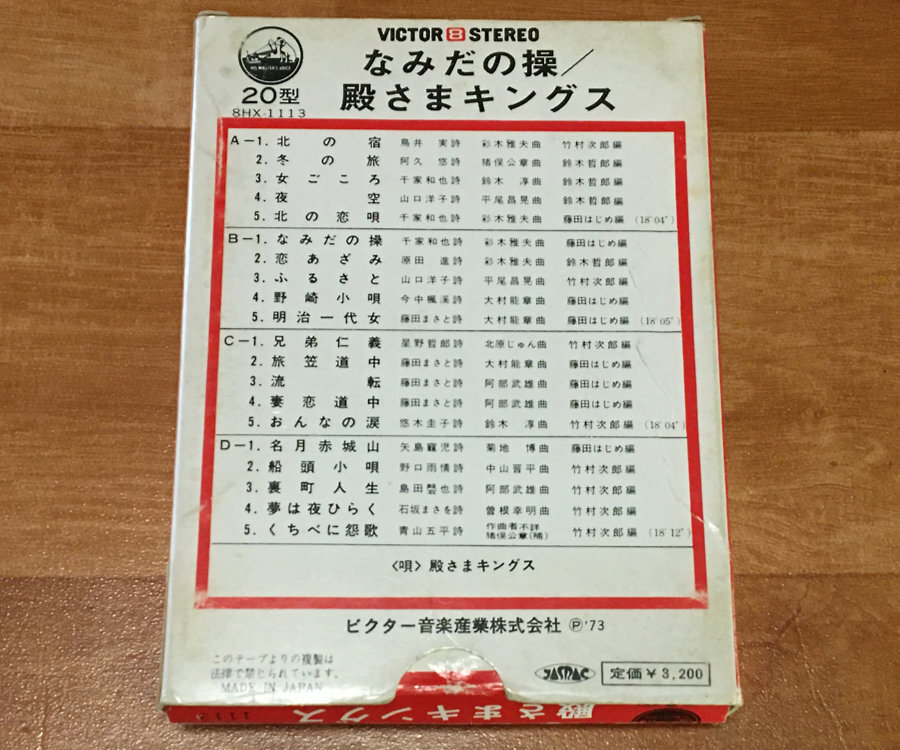 VICTOR 8 STEREO
HIS MASTER'S VOICE
なみだの操／
20型
殿さまキングス
8HX-1113
A－1. 北の宿 鳥井実詩 彩木雅夫曲 竹村次郎編
2. 冬の旅 阿久悠詩 猪俣公章曲 鈴木哲郎編
3. 女ごころ 千家和也詩 鈴木淳曲 鈴木哲郎編
4. 夜空 山口洋子詩 平尾昌晃曲 鈴木哲郎編
5. 北の恋唄 千家和也詩 彩木雅夫曲 藤田はじめ編 (18'04")
B－1. なみだの操 千家和也詩 彩木雅夫曲 藤田はじめ編
2. 恋あざみ 原田進詩 彩木雅夫曲 鈴木哲郎編
3. ふるさと 山口洋子詩 平尾昌晃曲 竹村次郎編
4. 野崎小唄 今中楓溪詩 大村能章曲 藤田はじめ編
5. 明治一代女 藤田まさと詩 大村能章曲 藤田はじめ編 (18'05")
C－1. 兄弟仁義 星野哲郎詩 北原じゅん曲 竹村次郎編
2. 旅笠道中 藤田まさと詩 大村能章曲 藤田はじめ編
3. 流転 藤田まさと詩 阿部武雄曲 藤田はじめ編
4. 妻恋道中 藤田まさと詩 阿部武雄曲 藤田はじめ編
5. おんなの涙 悠木圭子詩 鈴木淳曲 竹村次郎編 (18'04")
D－1. 名月赤城山 矢島寵児詩 菊地博曲 藤田はじめ編
2. 船頭小唄 野口雨情詩 中山晋平曲 竹村次郎編
3. 裏町人生 島田磬也詩 阿部武雄曲 竹村次郎編
4. 夢は夜ひらく 石坂まさを詩 曽根幸明曲 竹村次郎編
5. くちべに怨歌 青山五平詩 作曲者不詳 猪俣公章(補) 竹村次郎編 (18'12")
〈唄〉殿さまキングス
ビクター音楽産業株式会社 Ⓟ'73
このテープよりの複製は
法律で禁じられています。
MADE IN JAPAN
JASRAC
定価￥3,200
殿さまキングス
1113